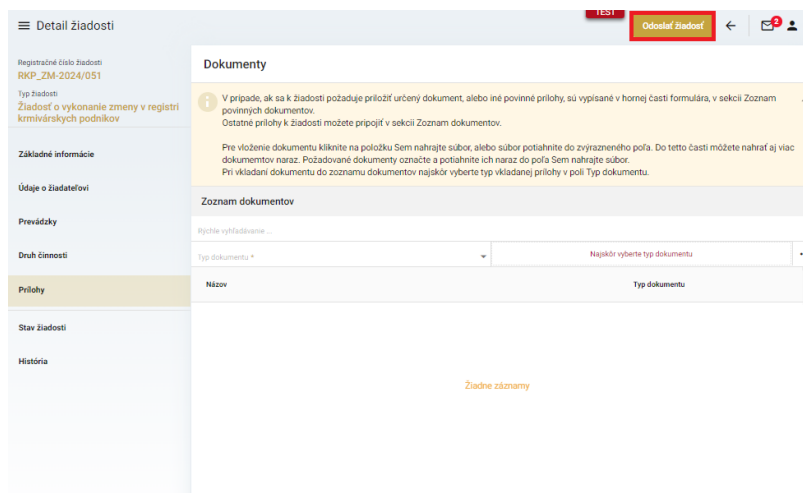 TEST
Detail žiadosti
Odoslať žiadosť
2
Registračné číslo žiadosti
RKP_ZM-2024/051
Typ žiadosti
Žiadosť o vykonanie zmeny v registri
krmivárskych podnikov
Základné informácie
Údaje o žiadateľovi
Prevádzky
Druh činnosti
Prílohy
Stav žiadosti
História
Dokumenty
V prípade, ak sa k žiadosti požaduje priložiť určený dokument, alebo iné povinné prílohy, sú vypísané v hornej časti formulára, v sekcii Zoznam
povinných dokumentov.
Ostatné prílohy k žiadosti možete pripojiť v sekcii Zoznam dokumentov.
Pre vloženie dokumentu kliknite na položku Sem nahrajte súbor, alebo súbor potiahnite do zvýrazneného poľa. Do tetto časti môžete nahrať aj viac
dokumemtov naraz. Požadované dokumenty označte a potiahnite ich naraz do poľa Sem nahrajte súbor.
Pri vkladaní dokumentu do zoznamu dokumentov najskôr vyberte typ vkladanej prílohy v poli Typ dokumentu.
Zoznam dokumentov
Rýchle vyhľadávanie ...
Typ dokumentu *
Najskôr vyberte typ dokumentu
Názov
Typ dokumentu
Žiadne záznamy